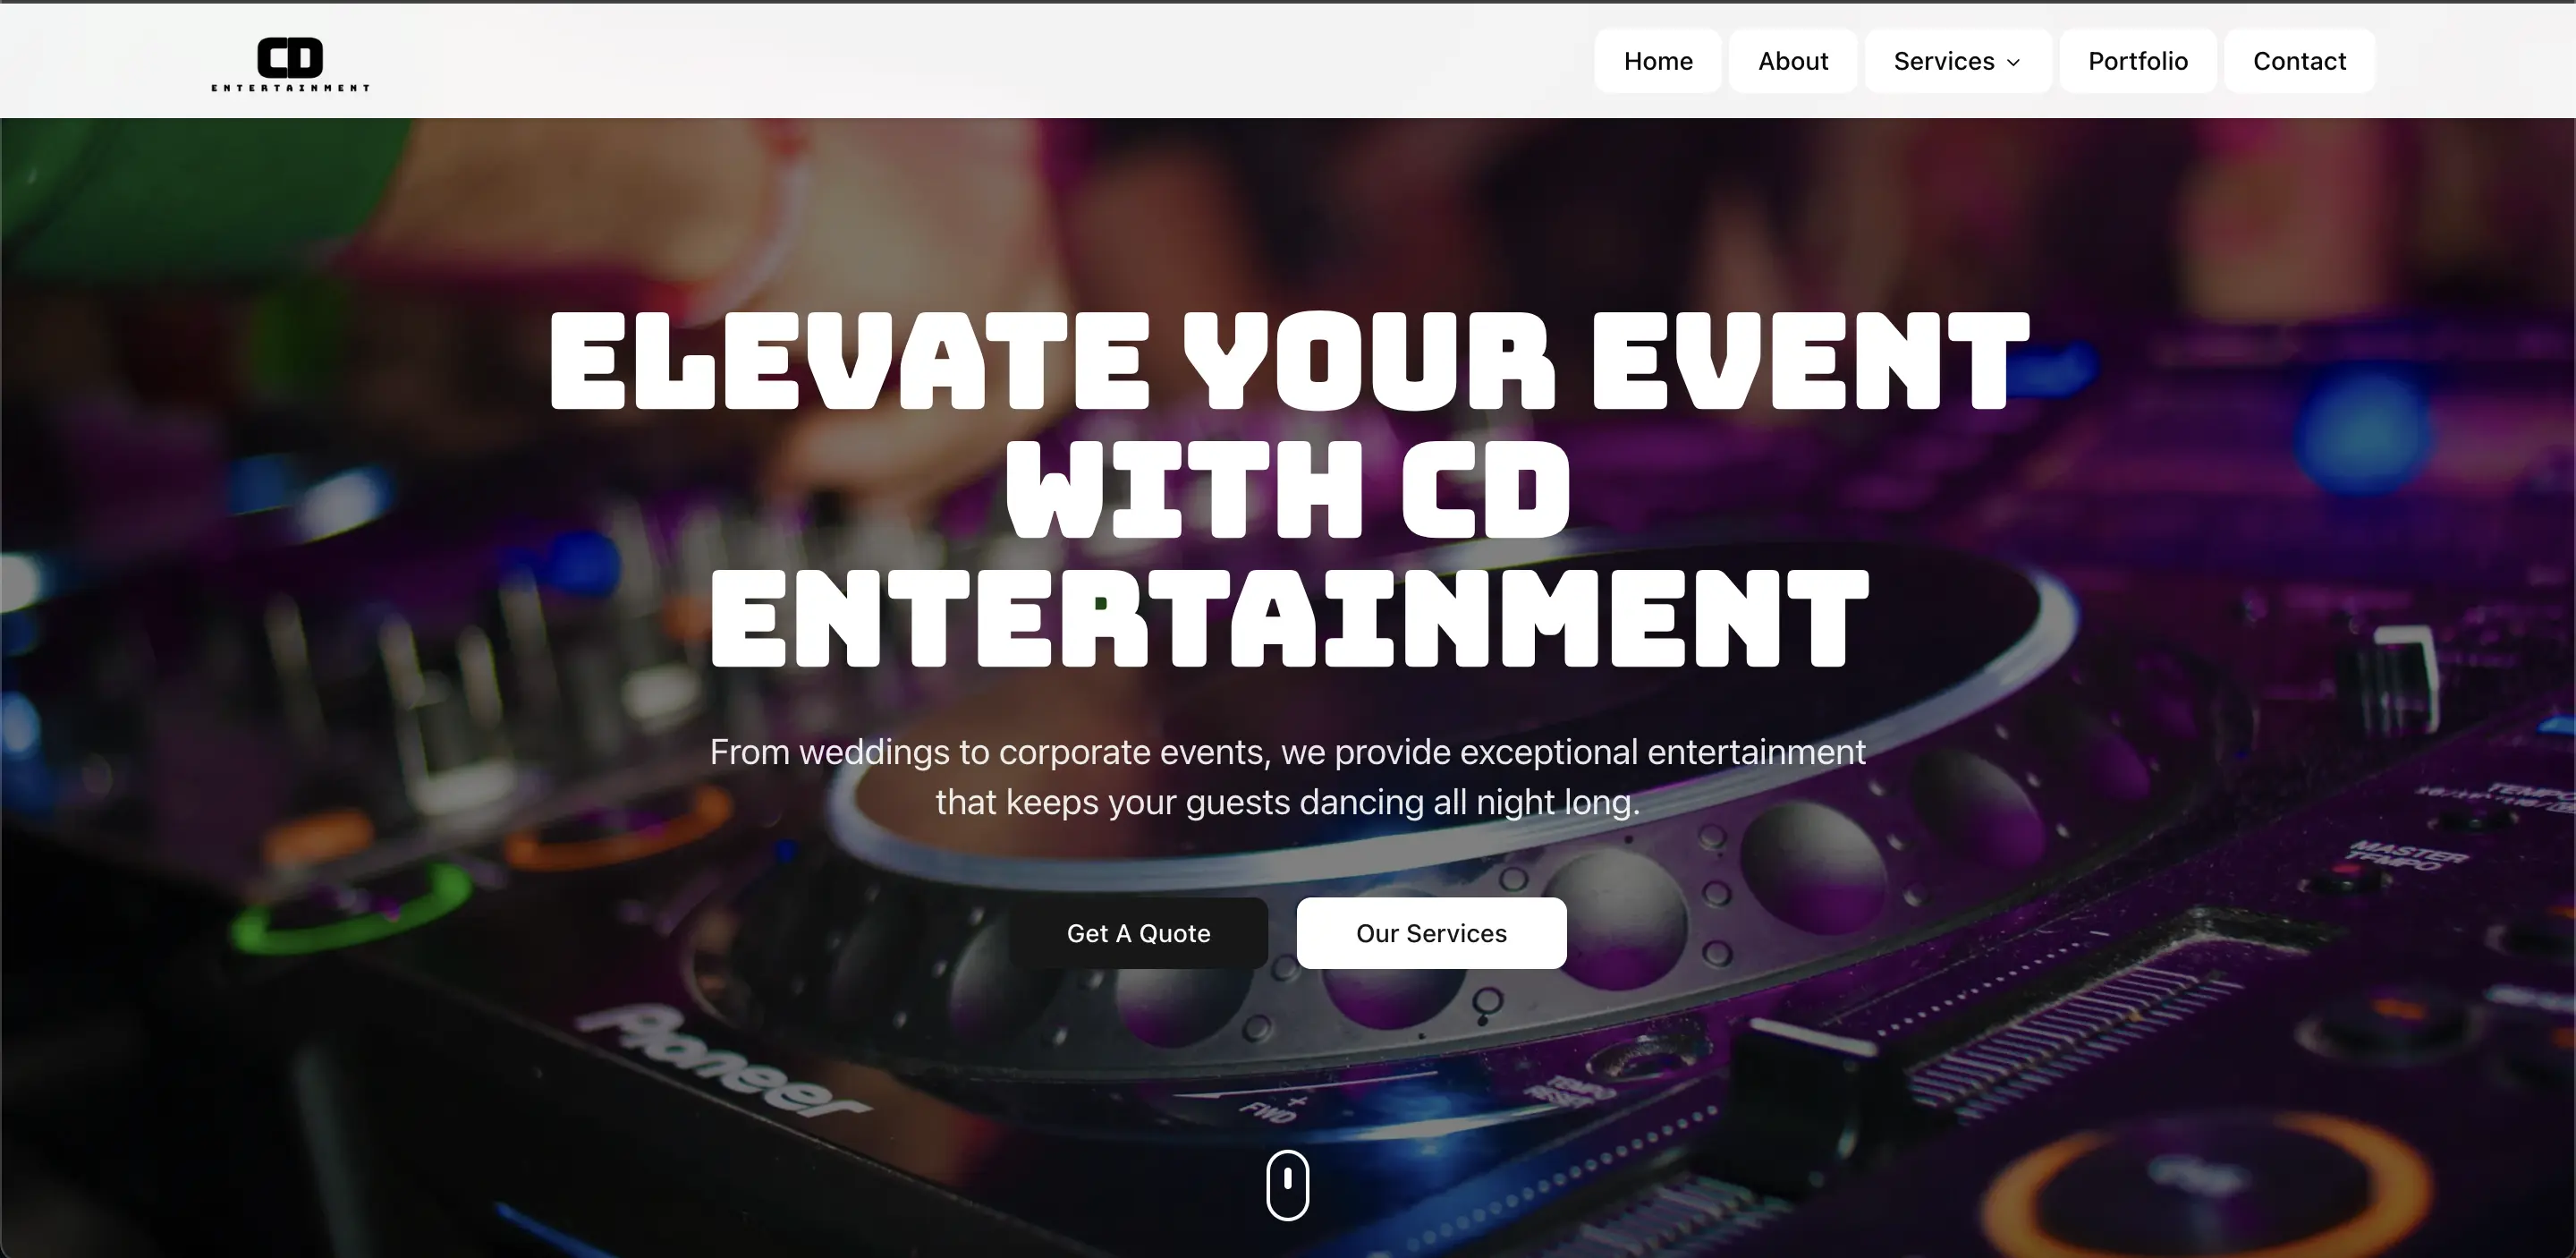 CD
ENTERTAINMENT
Home
About
Services
Portfolio
Contact
ELEVATE YOUR EVENT
WITH CD
ENTERTAINMENT
From weddings to corporate events, we provide exceptional entertainment
that keeps your guests dancing all night long.
Get A Quote
Our Services
TEMPO
MASTER
TEMPO
Pioneer
FWD
TEMPO
RESET